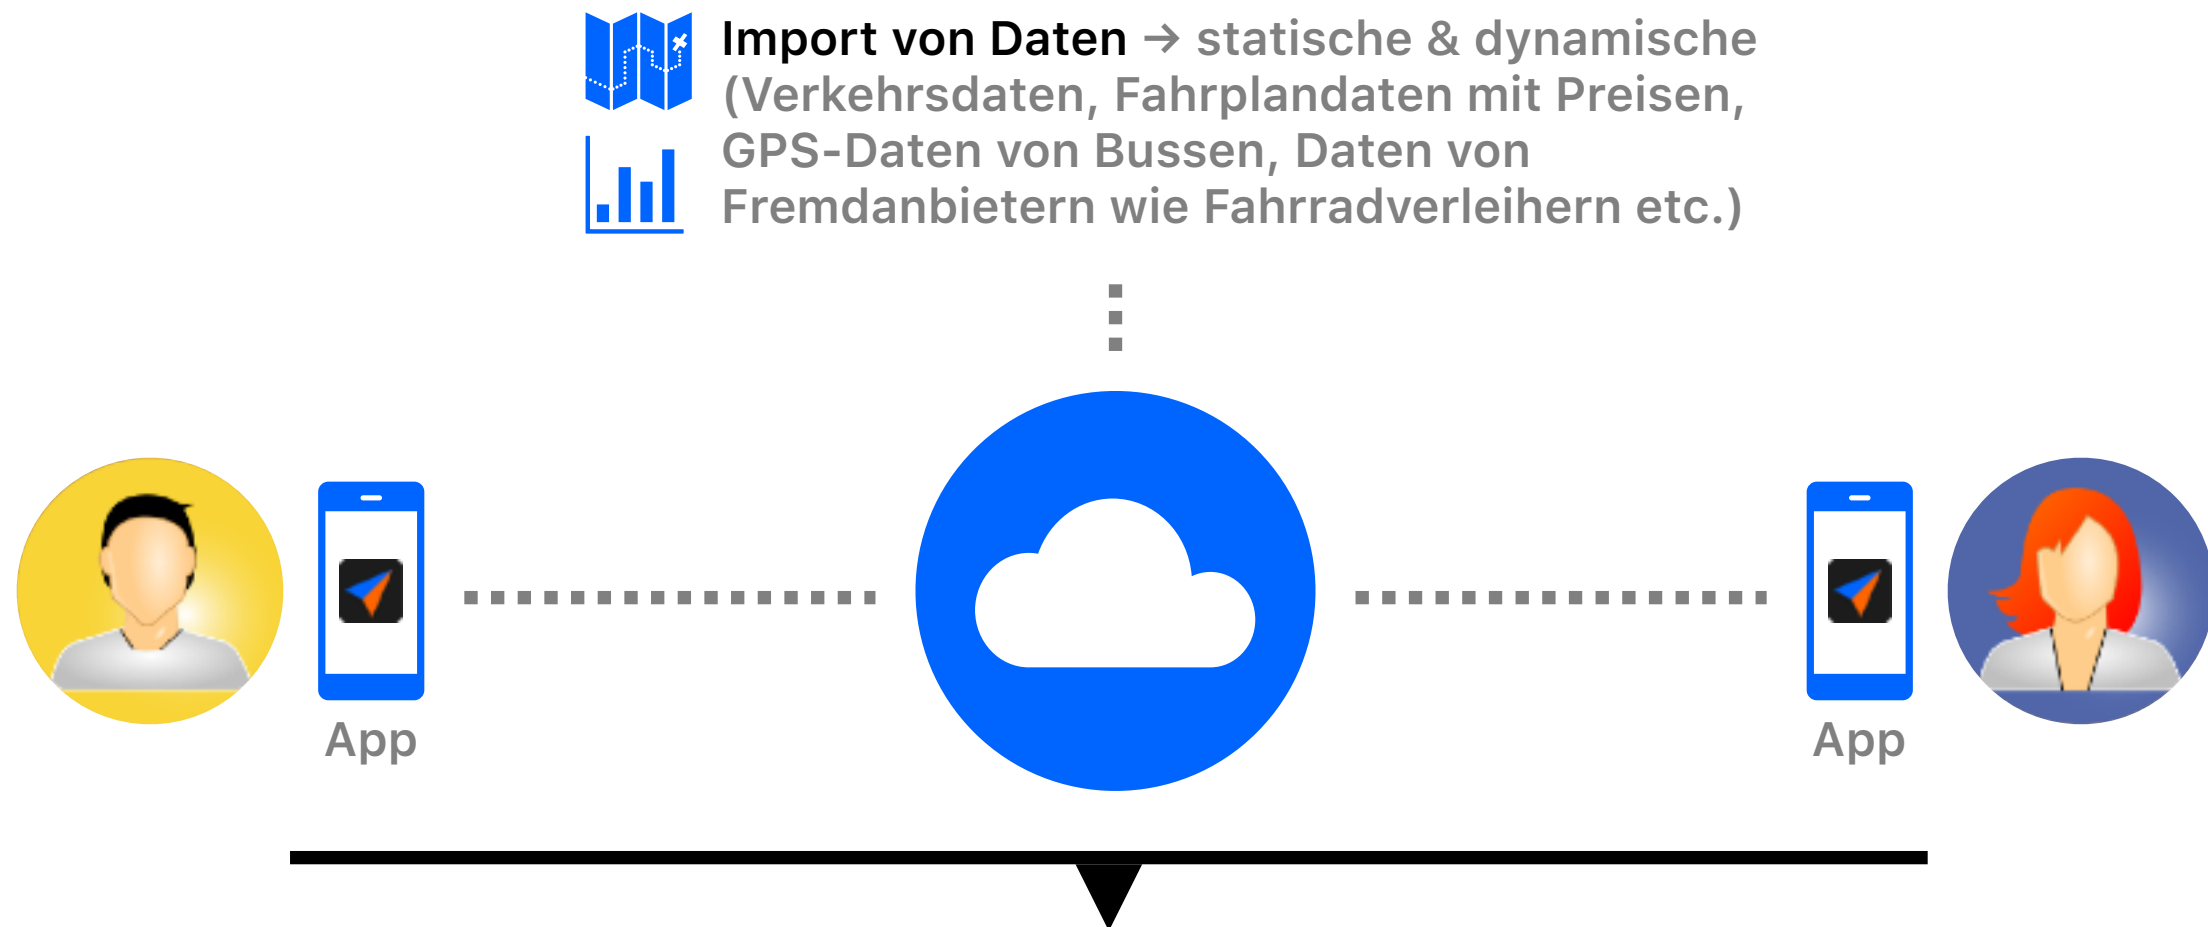 Import von Daten → statische & dynamische
(Verkehrsdaten, Fahrplandaten mit Preisen,
GPS-Daten von Bussen, Daten von
Fremdanbietern wie Fahrradverleihern etc.)
App
App